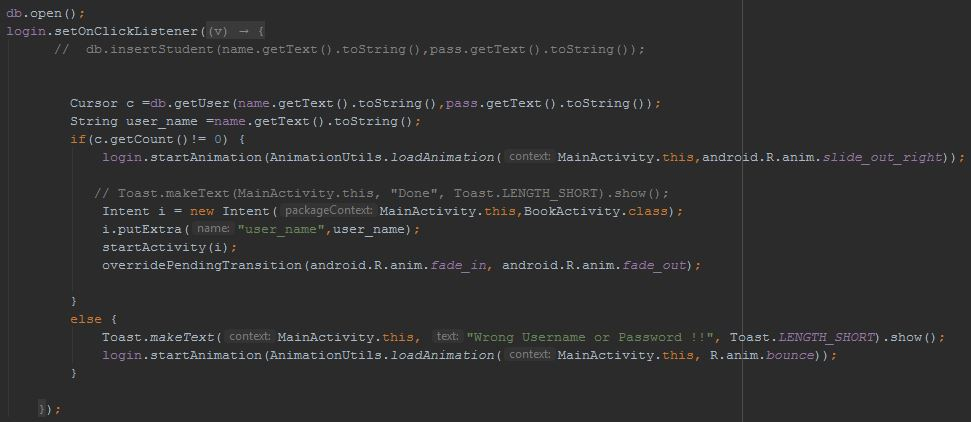 db.open();
login.setOnClickListener((v) → {
// db.insertStudent(name.getText().toString(),pass.getText().toString());
Cursor c =db.getUser(name.getText().toString(),pass.getText().toString());
String user_name =name.getText().toString();
if(c.getCount()!= 0) {
login.startAnimation(AnimationUtils.loadAnimation( context: MainActivity.this,android.R.anim.slide_out_right));
// Toast.makeText(MainActivity.this, "Done", Toast.LENGTH_SHORT).show();
Intent i = new Intent( packageContext: MainActivity.this,BookActivity.class);
i.putExtra( name: "user_name",user_name);
startActivity(i);
overridePendingTransition(android.R.anim.fade_in, android.R.anim.fade_out);
}
else {
Toast.makeText( context: MainActivity.this, text: "Wrong Username or Password !!", Toast.LENGTH_SHORT).show();
login.startAnimation(AnimationUtils.loadAnimation( context: MainActivity.this, R.anim.bounce));
}
});